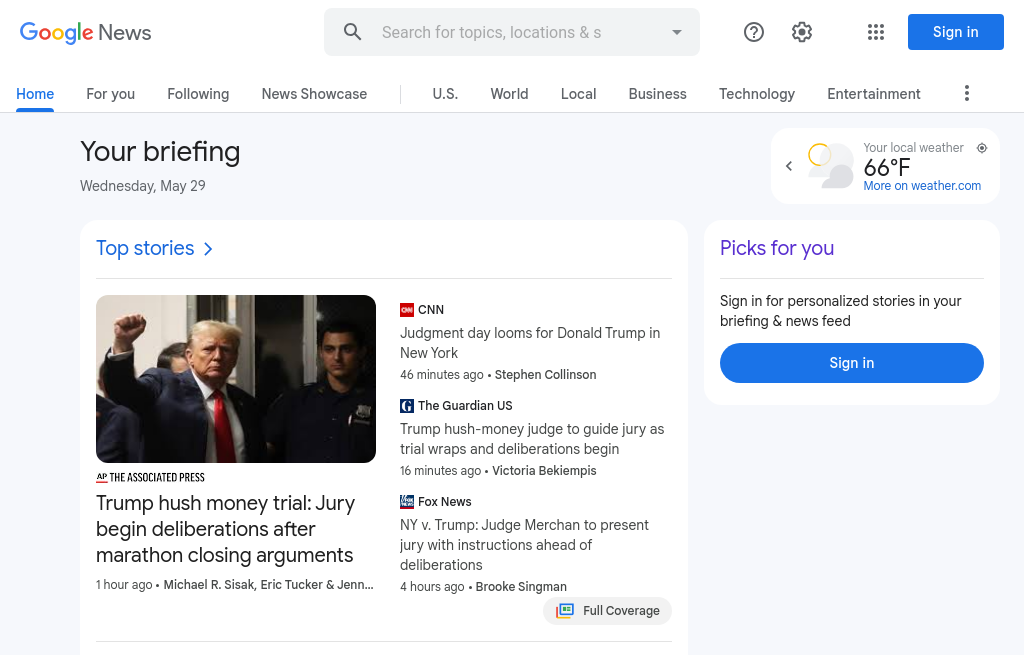 Google News
Search for topics, locations & s
Sign in
Home
For you
Following
News Showcase
U.S.
World
Local
Business
Technology
Entertainment
Your briefing
Wednesday, May 29
Your local weather
66°F
More on weather.com
Top stories
AP THE ASSOCIATED PRESS
Trump hush money trial: Jury
begin deliberations after
marathon closing arguments
1 hour ago • Michael R. Sisak, Eric Tucker & Jenn...
CNN
Judgment day looms for Donald Trump in
New York
46 minutes ago • Stephen Collinson
The Guardian US
Trump hush-money judge to guide jury as
trial wraps and deliberations begin
16 minutes ago • Victoria Bekiempis
Fox News
NY v. Trump: Judge Merchan to present
jury with instructions ahead of
deliberations
4 hours ago • Brooke Singman
Full Coverage
Picks for you
Sign in for personalized stories in your
briefing & news feed
Sign in